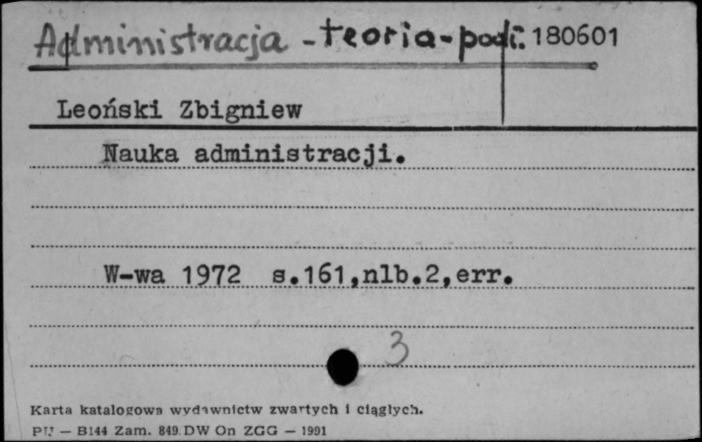 Administracja - teoria - podr. 180601
Leoński Zbigniew
Nauka administracji.
W-wa 1972 s.161,nlb.2,err.
3
Karta katalogowa wydawnictw zwartych i ciągłych.
PU — B144 Zam. 849. DW On ZGG — 1991